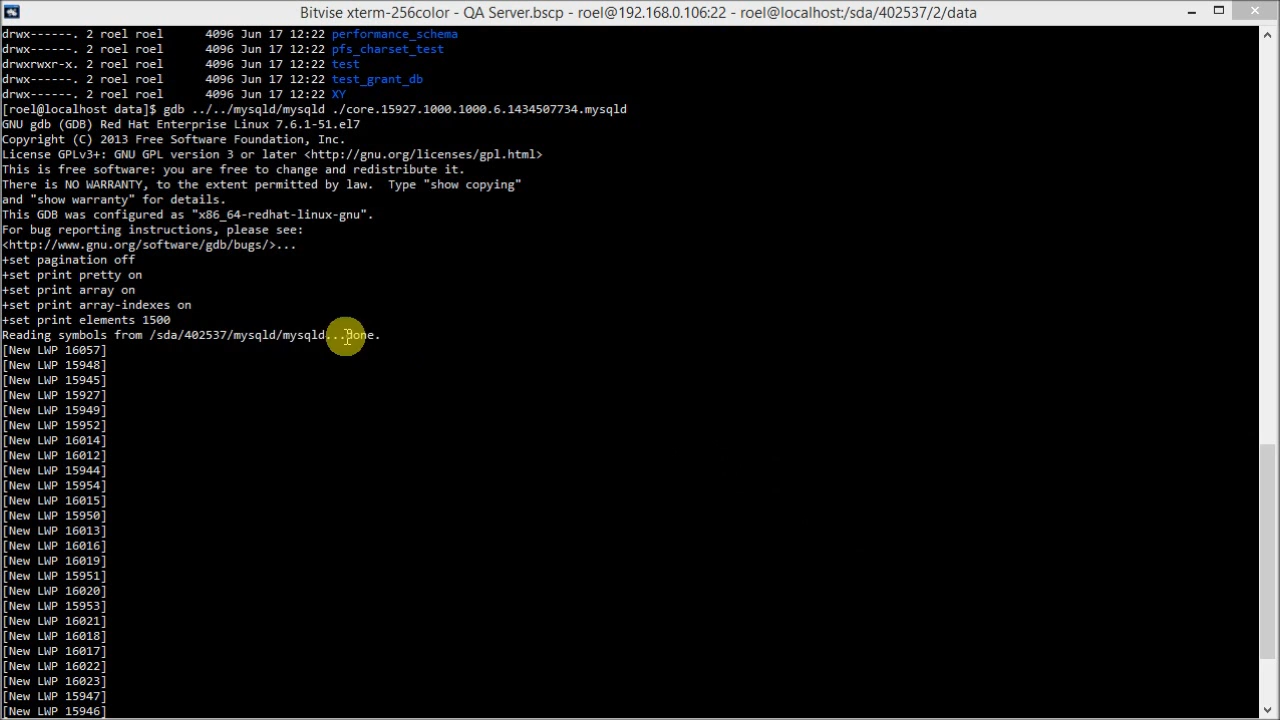 Bitvise xterm-256color - QA Server.bscp - roel@192.168.0.106:22 - roel@localhost:/sda/402537/2/data
drwx------. 2 roel roel      4096 Jun 17 12:22 performance_schema
drwx------. 2 roel roel      4096 Jun 17 12:22 pfs_charset_test
drwxrwxr-x. 2 roel roel      4096 Jun 17 12:22 test
drwx------. 2 roel roel      4096 Jun 17 12:22 test_grant_db
drwx------. 2 roel roel      4096 Jun 17 12:22 XY
[roel@localhost data]$ gdb ../../mysqld/mysqld ./core.15927.1000.1000.6.1434507734.mysqld
GNU gdb (GDB) Red Hat Enterprise Linux 7.6.1-51.el7
Copyright (C) 2013 Free Software Foundation, Inc.
License GPLv3+: GNU GPL version 3 or later <http://gnu.org/licenses/gpl.html>
This is free software: you are free to change and redistribute it.
There is NO WARRANTY, to the extent permitted by law.  Type "show copying"
and "show warranty" for details.
This GDB was configured as "x86_64-redhat-linux-gnu".
For bug reporting instructions, please see:
<http://www.gnu.org/software/gdb/bugs/>...
+set pagination off
+set print pretty on
+set print array on
+set print array-indexes on
+set print elements 1500
Reading symbols from /sda/402537/mysqld/mysqld...done.
[New LWP 16057]
[New LWP 15948]
[New LWP 15945]
[New LWP 15927]
[New LWP 15949]
[New LWP 15952]
[New LWP 16014]
[New LWP 16012]
[New LWP 15944]
[New LWP 15954]
[New LWP 16015]
[New LWP 15950]
[New LWP 16013]
[New LWP 16016]
[New LWP 16019]
[New LWP 15951]
[New LWP 16020]
[New LWP 15953]
[New LWP 16021]
[New LWP 16018]
[New LWP 16017]
[New LWP 16022]
[New LWP 16023]
[New LWP 15947]
[New LWP 15946]